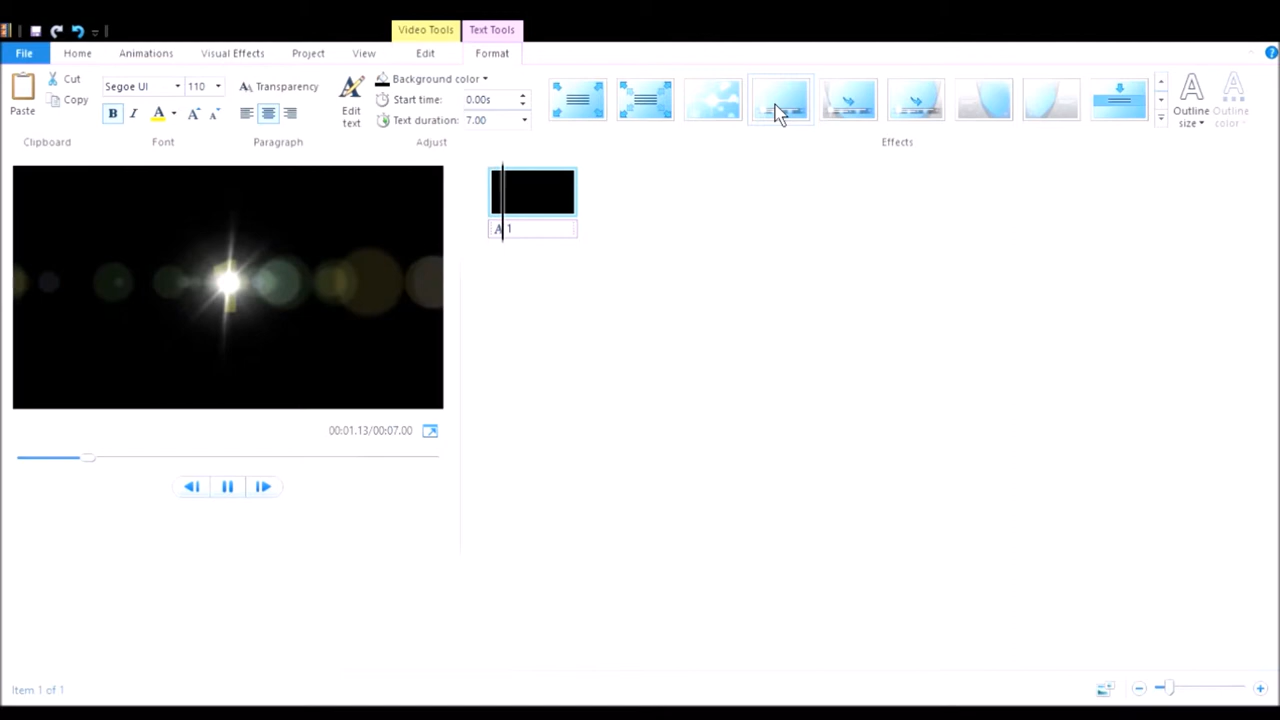 Video Tools Text Tools
File Home Animations Visual Effects Project View Edit Format
Paste
Cut
Copy
Clipboard
Segoe UI 110
B I A A A
Font
Transparency
Paragraph
Edit text
Background color
Start time: 0.00s
Text duration: 7.00
Adjust
Effects
Outline size
Outline color
A 1
00:01.13/00:07.00
Item 1 of 1